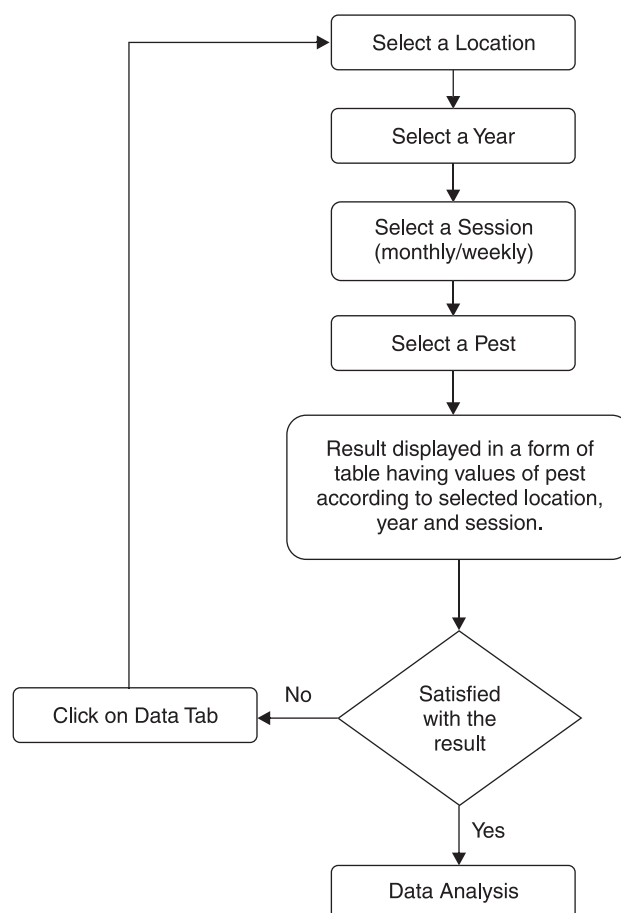 Select a Location
Select a Year
Select a Session
(monthly/weekly)
Select a Pest
Result displayed in a form of
table having values of pest
according to selected location,
year and session.
Satisfied
with the
result
No
Click on Data Tab
Yes
Data Analysis